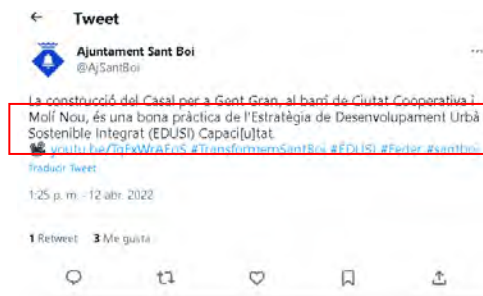 Tweet
Ajuntament Sant Boi
@AjSantBoi
La construcció del Casal per a Gent Gran, al barri de Ciutat Cooperativa i
Molí Nou, és una bona pràctica de l'Estratègia de Desenvolupament Urbà
Sostenible Integrat (EDUSI) Capaci[u]tat.
#TransformemSantBoi #EDUSI #Feder #santboi
Traducir Tweet
1:25 p. m. · 12 abr. 2022
1 Retweet 3 Me gusta